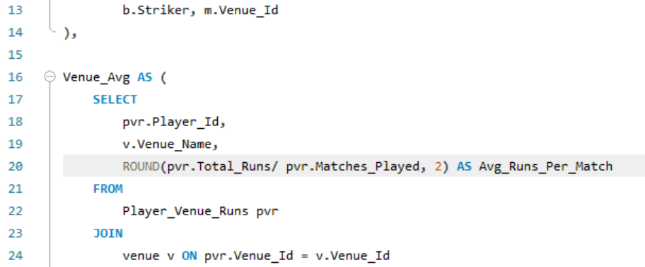 13 b.Striker, m.Venue_Id
14 ),
15
16 Venue_Avg AS (
17 SELECT
18 pvr.Player_Id,
19 v.Venue_Name,
20 ROUND(pvr.Total_Runs/ pvr.Matches_Played, 2) AS Avg_Runs_Per_Match
21 FROM
22 Player_Venue_Runs pvr
23 JOIN
24 venue v ON pvr.Venue_Id = v.Venue_Id